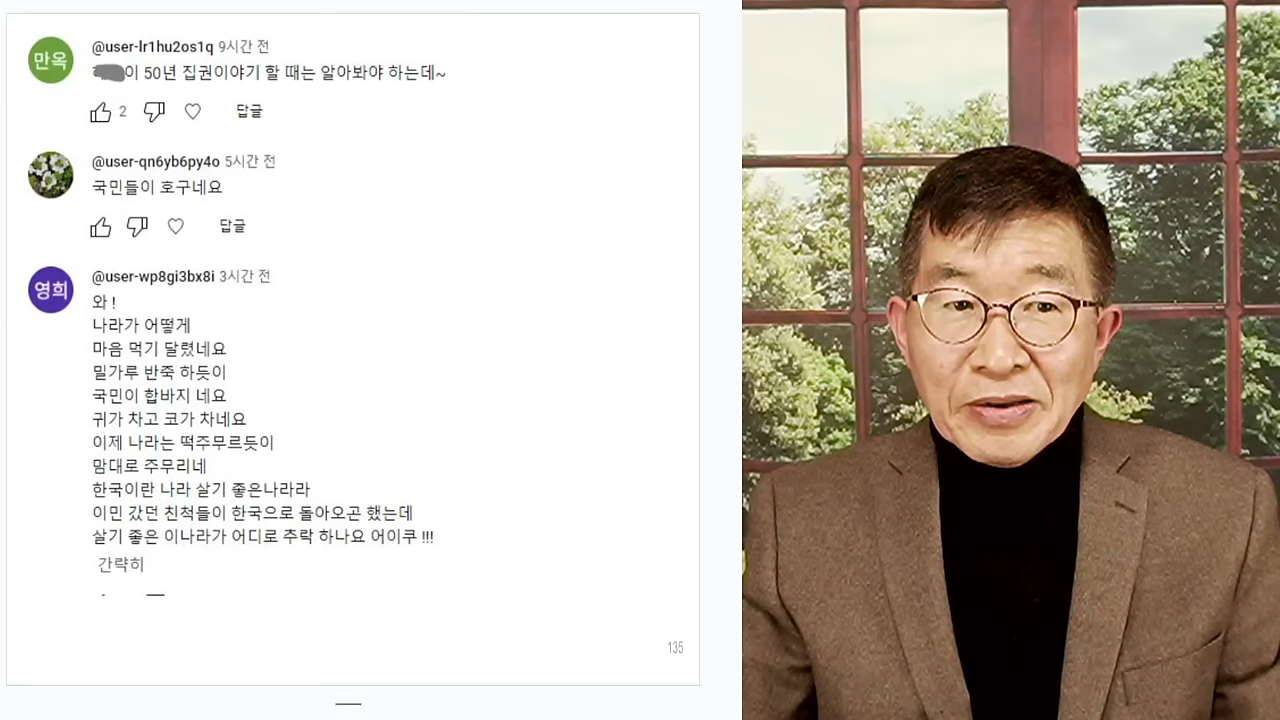 만옥
@user-lr1hu2os1q 9시간 전
이 50년 집권이야기 할 때는 알아봐야 하는데~
2 답글
@user-qn6yb6py4o 5시간 전
국민들이 호구네요
답글
영희
@user-wp8gi3bx8i 3시간 전
와 !
나라가 어떻게
마음 먹기 달렸네요
밀가루 반죽 하듯이
국민이 합바지 네요
귀가 차고 코가 차네요
이제 나라는 떡주무르듯이
맘대로 주무리네
한국이란 나라 살기 좋은나라라
이민 갔던 친척들이 한국으로 돌아오곤 했는데
살기 좋은 이나라가 어디로 추락 하나요 어이쿠 !!!
간략히
135